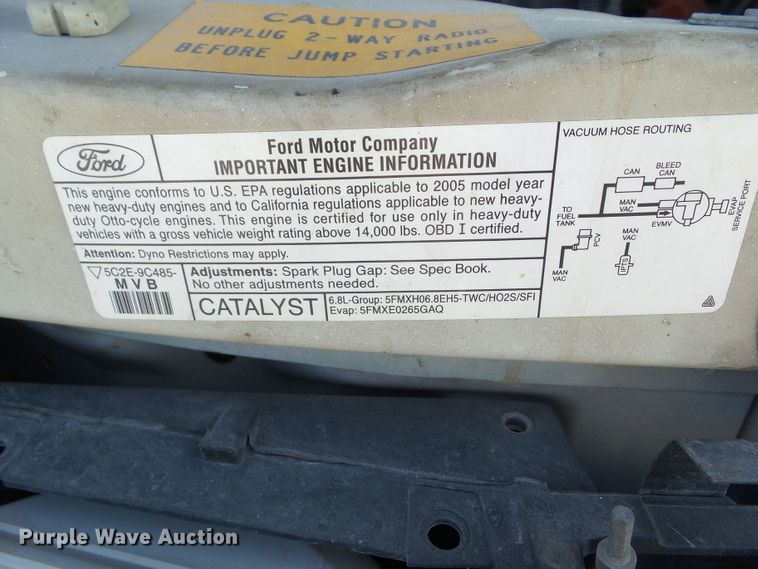 CAUTION
UNPLUG 2-WAY RADIO
BEFORE JUMP STARTING
Ford
Ford Motor Company
IMPORTANT ENGINE INFORMATION
This engine conforms to U.S. EPA regulations applicable to 2005 model year
new heavy-duty engines and to California regulations applicable to new heavy-
duty Otto-cycle engines. This engine is certified for use only in heavy-duty
vehicles with a gross vehicle weight rating above 14,000 lbs. OBD I certified.
Attention: Dyno Restrictions may apply.
5C2E-9C485-
M V B
Adjustments: Spark Plug Gap: See Spec Book.
No other adjustments needed.
CATALYST
6.8L-Group: 5FMXH06.8EH5-TWC/HO2S/SFI
Evap: 5FMXE0265GAQ
VACUUM HOSE ROUTING
CAN
BLEED
CAN
MAN
VAC
TO
FUEL
TANK
EVMV
T
EVAP
SERVICE PORT
PCV
MAN
VAC
MAN
VAC
IPTS
Purple Wave Auction